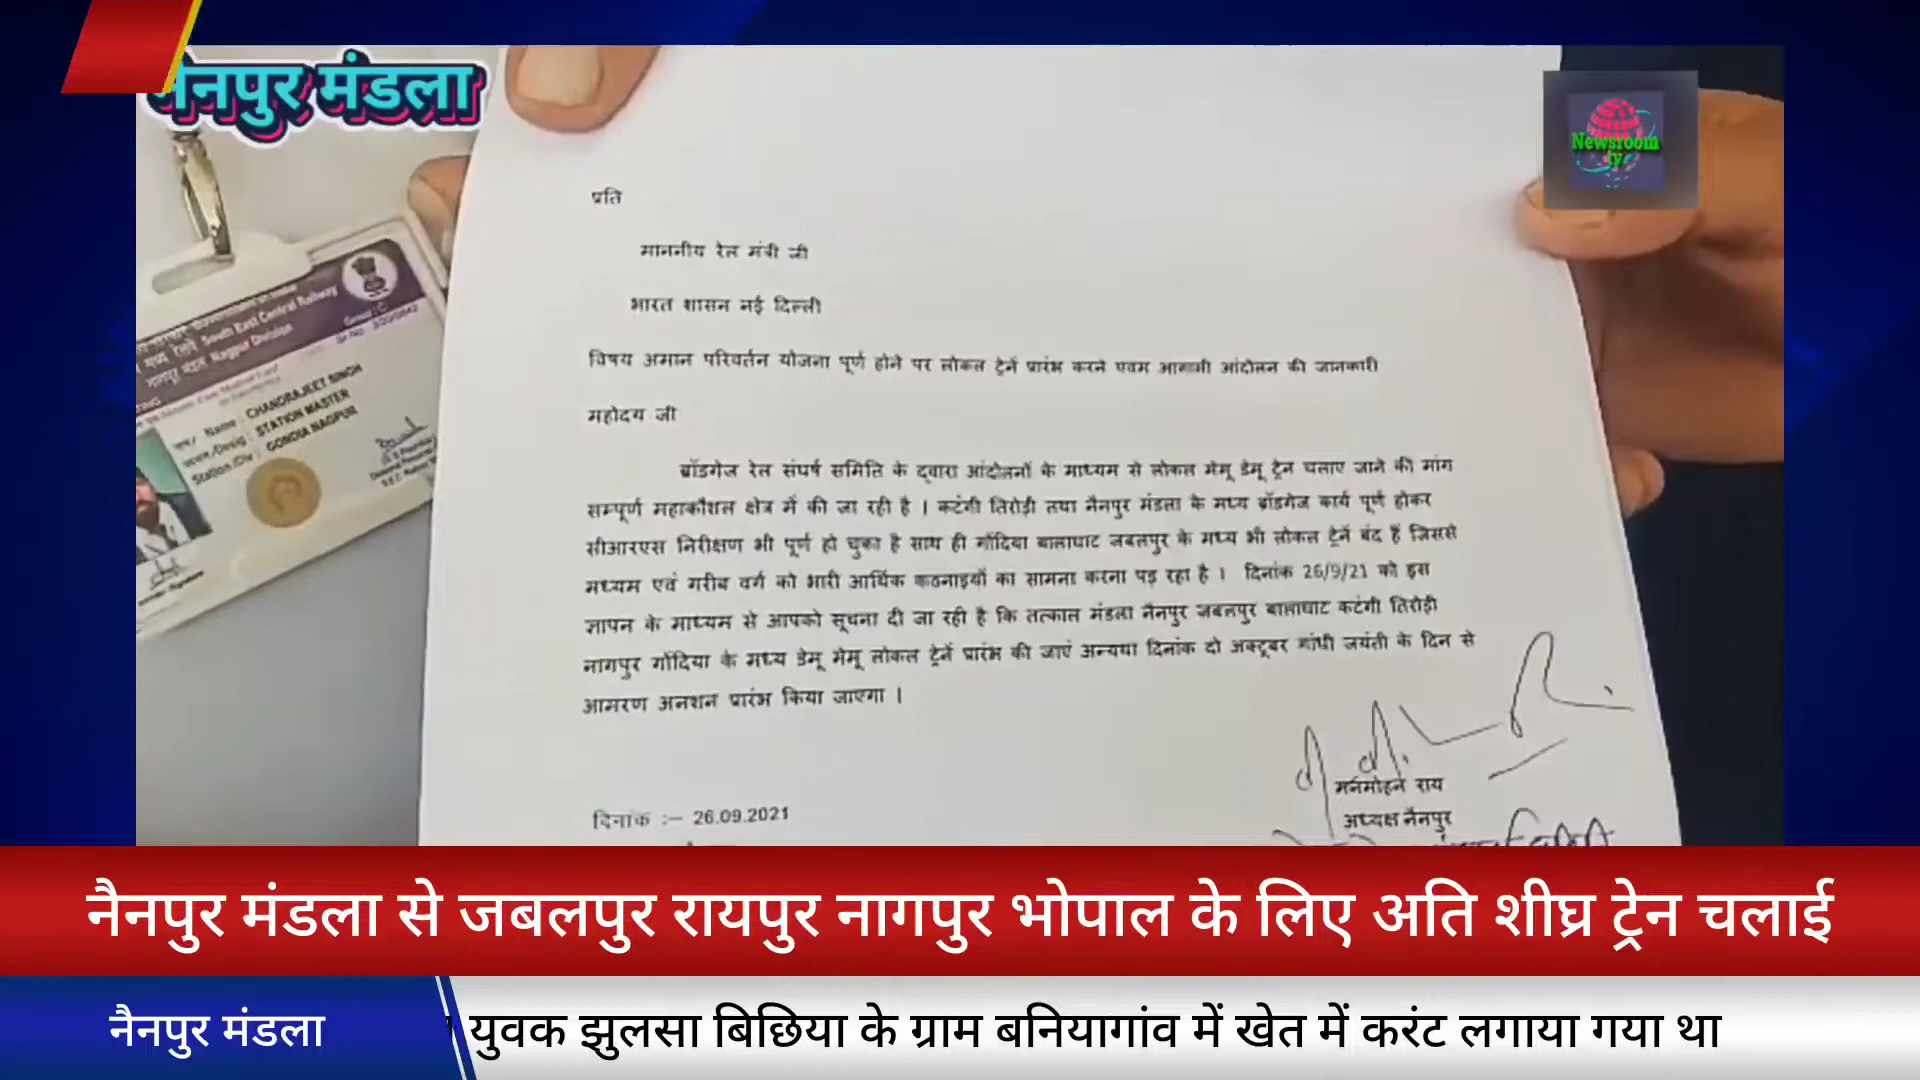 नैनपुर मंडला
Newsroom
tv
South East Central Railway
नागपुर मंडल Nagpur Division
Name : CHANDRAJEET SINGH
Desig : STATION MASTER
Station/Div : GONDIA NAGPUR
प्रति
माननीय रेल मंत्री जी
भारत शासन नई दिल्ली
विषय अमान परिवर्तन योजना पूर्ण होने पर लोकल ट्रेनें प्रारंभ करने एवम आगामी आंदोलन की जानकारी
महोदय जी
ब्रॉडगेज रेल संघर्ष समिति के द्वारा आंदोलनों के माध्यम से लोकल मेमू डेमू ट्रेन चलाए जाने की मांग
सम्पूर्ण महाकौशल क्षेत्र में की जा रही है । कटंगी तिरोड़ी तथा नैनपुर मंडला के मध्य ब्रॉडगेज कार्य पूर्ण होकर
सीआरएस निरीक्षण भी पूर्ण हो चुका है साथ ही गोंदिया बालाघाट जबलपुर के मध्य भी लोकल ट्रेनें बंद हैं जिससे
मध्यम एवं गरीब वर्ग को भारी आर्थिक कठनाइयों का सामना करना पड़ रहा है । दिनांक 26/9/21 को इस
ज्ञापन के माध्यम से आपको सूचना दी जा रही है कि तत्काल मंडला नैनपुर जबलपुर बालाघाट कटंगी तिरोड़ी
नागपुर गोंदिया के मध्य डेमू मेमू लोकल ट्रेनें प्रारंभ की जाएं अन्यथा दिनांक दो अक्टूबर गांधी जयंती के दिन से
आमरण अनशन प्रारंभ किया जाएगा ।
मनमोहन राय
अध्यक्ष नैनपुर
दिनांक :— 26.09.2021
नैनपुर मंडला से जबलपुर रायपुर नागपुर भोपाल के लिए अति शीघ्र ट्रेन चलाई
नैनपुर मंडला
युवक झुलसा बिछिया के ग्राम बनियागांव में खेत में करंट लगाया गया था